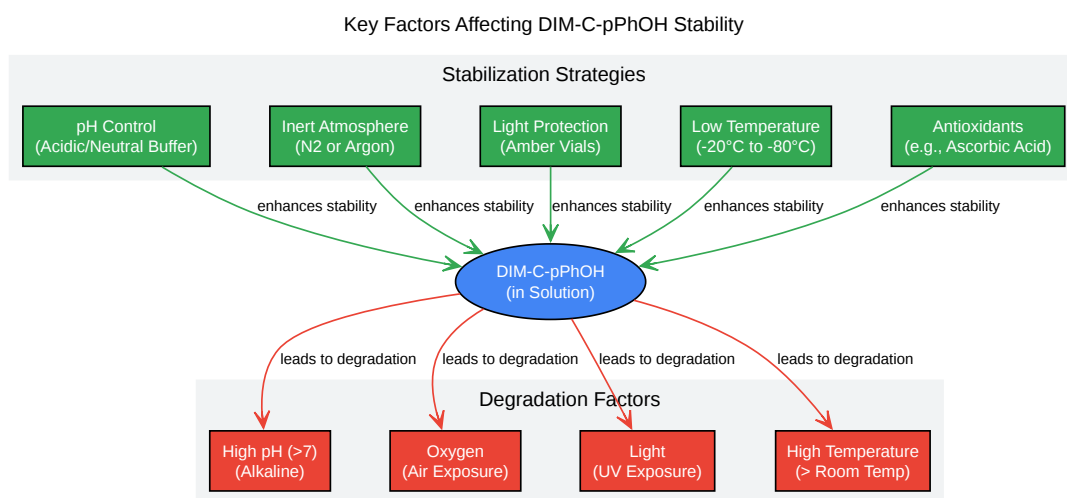 Key Factors Affecting DIM-C-pPhOH Stability
Stabilization Strategies
pH Control
(Acidic/Neutral Buffer)
Inert Atmosphere
(N2 or Argon)
Light Protection
(Amber Vials)
Low Temperature
(-20°C to -80°C)
Antioxidants
(e.g., Ascorbic Acid)
enhances stability
enhances stability
enhances stability
enhances stability
enhances stability
DIM-C-pPhOH
(in Solution)
leads to degradation
leads to degradation
leads to degradation
leads to degradation
Degradation Factors
High pH (>7)
(Alkaline)
Oxygen
(Air Exposure)
Light
(UV Exposure)
High Temperature
(> Room Temp)